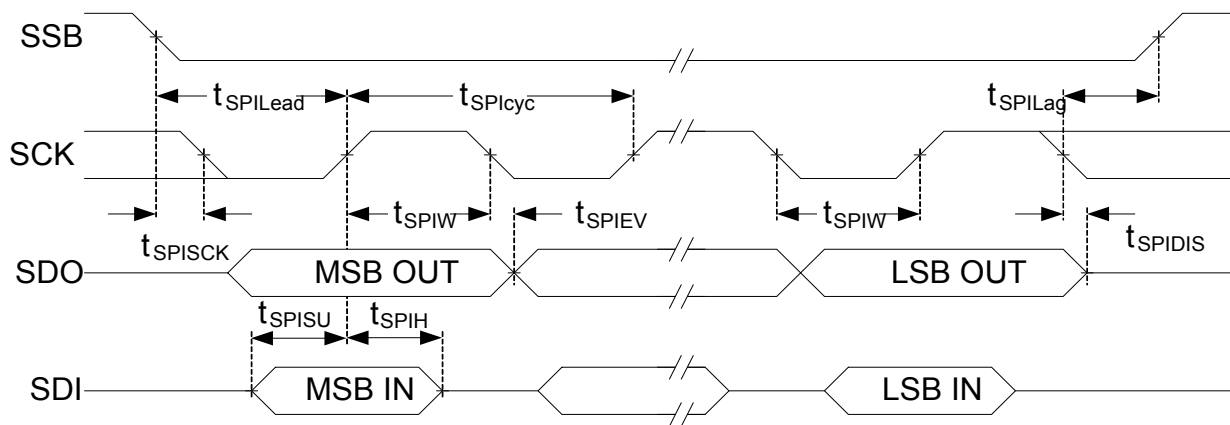 SSB
tSPILead
tSPIcyc
tSPILag
SCK
tSPISCK
tSPIW
tSPIEV
tSPIW
tSPIDIS
SDO
MSB OUT
LSB OUT
tSPISU
tSPIH
SDI
MSB IN
LSB IN